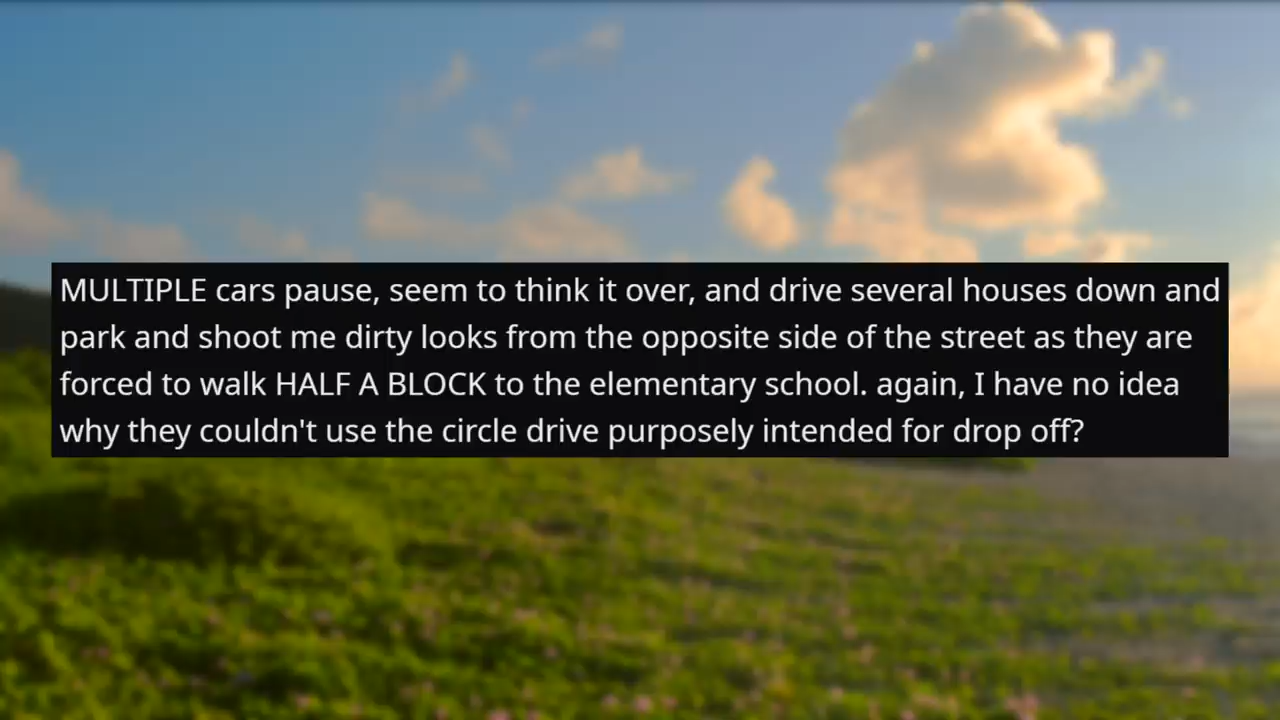 MULTIPLE cars pause, seem to think it over, and drive several houses down and
park and shoot me dirty looks from the opposite side of the street as they are
forced to walk HALF A BLOCK to the elementary school. again, I have no idea
why they couldn't use the circle drive purposely intended for drop off?